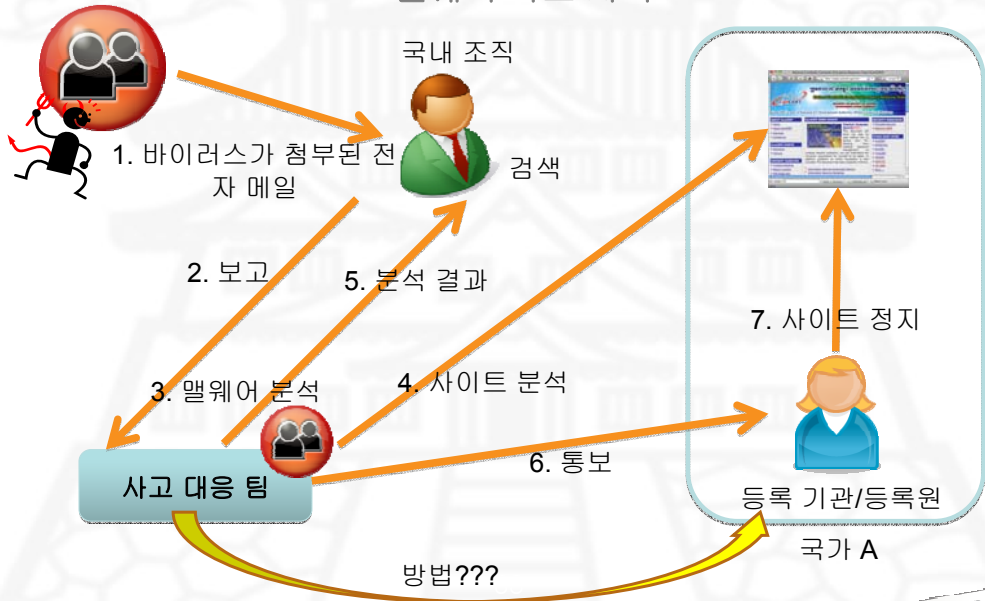 국내 조직
1. 바이러스가 첨부된 전
자 메일
검색
2. 보고
5. 분석 결과
7. 사이트 정지
3. 맬웨어 분석
4. 사이트 분석
6. 통보
사고 대응 팀
등록 기관/등록원
국가 A
방법???